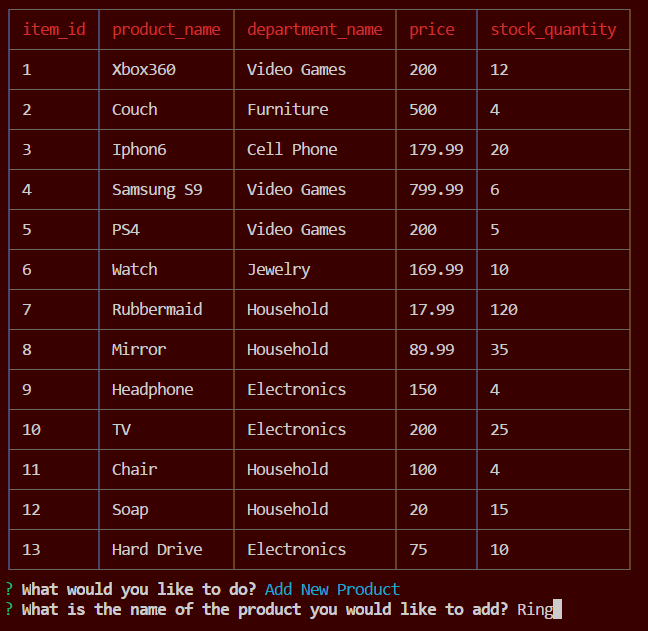 item_id product_name department_name price stock_quantity
1 Xbox360 Video Games 200 12
2 Couch Furniture 500 4
3 Iphon6 Cell Phone 179.99 20
4 Samsung S9 Video Games 799.99 6
5 PS4 Video Games 200 5
6 Watch Jewelry 169.99 10
7 Rubbermaid Household 17.99 120
8 Mirror Household 89.99 35
9 Headphone Electronics 150 4
10 TV Electronics 200 25
11 Chair Household 100 4
12 Soap Household 20 15
13 Hard Drive Electronics 75 10
? What would you like to do? Add New Product
? What is the name of the product you would like to add? Ring